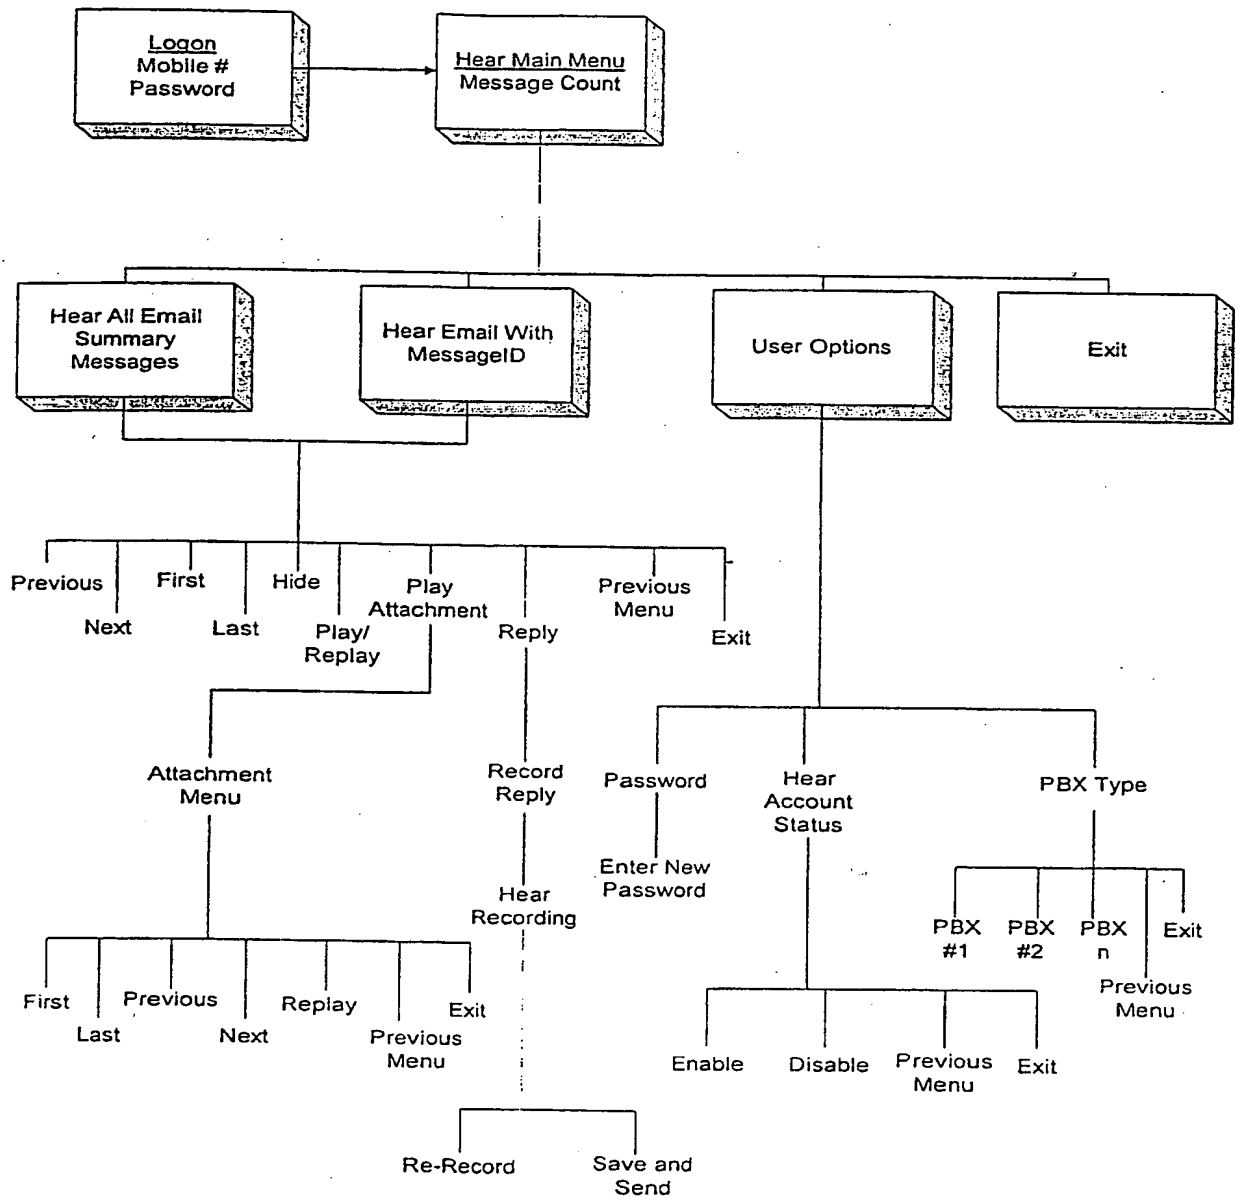 Logon
Mobile #
Password
Hear Main Menu
Message Count
Hear All Email
Summary
Messages
Hear Email With
MessageID
User Options
Exit
Previous
Next
First
Last
Hide
Play/
Replay
Play
Attachment
Reply
Previous
Menu
Exit
Attachment
Menu
Record
Reply
Password
Hear
Account
Status
PBX Type
Enter New
Password
Hear
Recording
PBX
#1
PBX
#2
PBX
n
Previous
Menu
Exit
First
Last
Previous
Next
Replay
Previous
Menu
Exit
Enable
Disable
Previous
Menu
Exit
Re-Record
Save and
Send